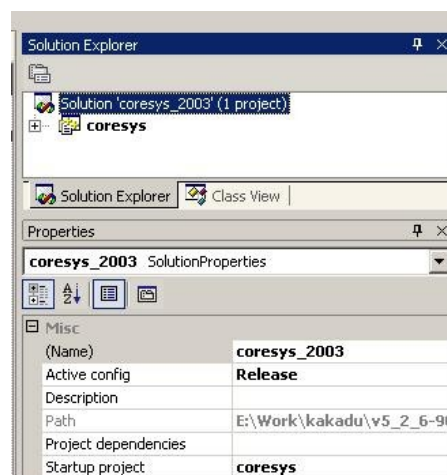 Solution Explorer
Solution 'coresys_2003' (1 project)
coresys
Solution Explorer Class View
Properties
coresys_2003 SolutionProperties
Misc
(Name) coresys_2003
Active config Release
Description
Path E:\Work\kakadu\v5_2_6-9
Project dependencies
Startup project coresys